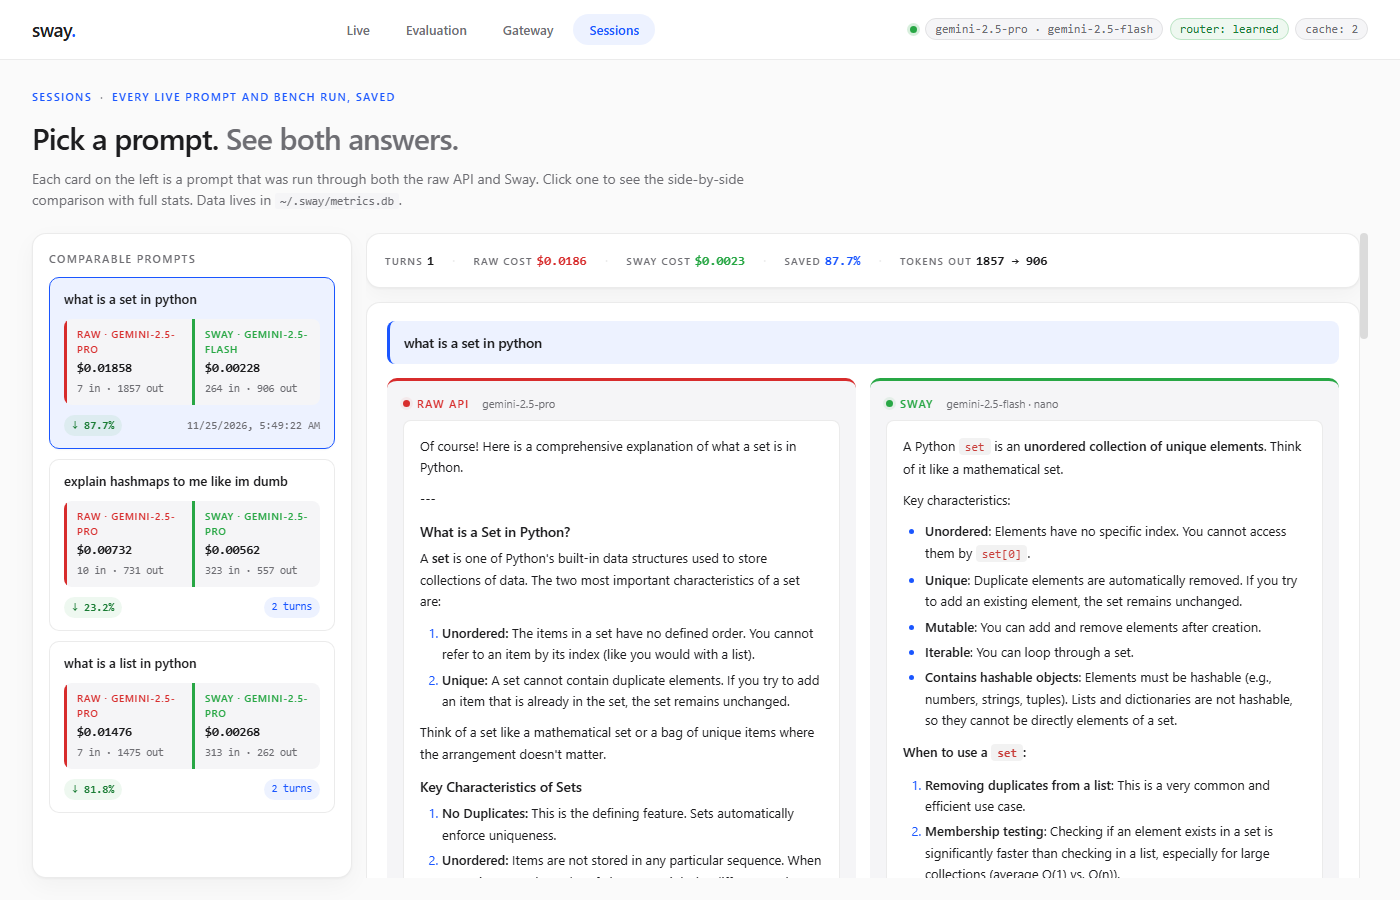 sway.
Live
Evaluation
Gateway
Sessions
gemini-2.5-pro · gemini-2.5-flash
router: learned
cache: 2
SESSIONS · EVERY LIVE PROMPT AND BENCH RUN, SAVED
Pick a prompt. See both answers.
Each card on the left is a prompt that was run through both the raw API and Sway. Click one to see the side-by-side
comparison with full stats. Data lives in ~/.sway/metrics.db .
COMPARABLE PROMPTS
what is a set in python
RAW · GEMINI-2.5-
PRO
$0.01858
7 in · 1857 out
SWAY · GEMINI-2.5-
FLASH
$0.00228
264 in · 906 out
↓ 87.7%
11/25/2026, 5:49:22 AM
explain hashmaps to me like im dumb
RAW · GEMINI-2.5-
PRO
$0.00732
10 in · 731 out
SWAY · GEMINI-2.5-
PRO
$0.00562
323 in · 557 out
↓ 23.2%
2 turns
what is a list in python
RAW · GEMINI-2.5-
PRO
$0.01476
7 in · 1475 out
SWAY · GEMINI-2.5-
PRO
$0.00268
313 in · 262 out
↓ 81.8%
2 turns
TURNS 1 · RAW COST $0.0186 · SWAY COST $0.0023 · SAVED 87.7% · TOKENS OUT 1857 → 906
what is a set in python
RAW API gemini-2.5-pro
Of course! Here is a comprehensive explanation of what a set is in
Python.
---
What is a Set in Python?
A set is one of Python's built-in data structures used to store
collections of data. The two most important characteristics of a set
are:
1. Unordered: The items in a set have no defined order. You cannot
refer to an item by its index (like you would with a list).
2. Unique: A set cannot contain duplicate elements. If you try to add
an item that is already in the set, the set remains unchanged.
Think of a set like a mathematical set or a bag of unique items where
the arrangement doesn't matter.
Key Characteristics of Sets
1. No Duplicates: This is the defining feature. Sets automatically
enforce uniqueness.
2. Unordered: Items are not stored in any particular sequence. When
SWAY gemini-2.5-flash · nano
A Python set is an unordered collection of unique elements. Think
of it like a mathematical set.
Key characteristics:
• Unordered: Elements have no specific index. You cannot access
them by set[0] .
• Unique: Duplicate elements are automatically removed. If you try
to add an existing element, the set remains unchanged.
• Mutable: You can add and remove elements after creation.
• Iterable: You can loop through a set.
• Contains hashable objects: Elements must be hashable (e.g.,
numbers, strings, tuples). Lists and dictionaries are not hashable,
so they cannot be directly elements of a set.
When to use a set :
1. Removing duplicates from a list: This is a very common and
efficient use case.
2. Membership testing: Checking if an element exists in a set is
significantly faster than checking in a list, especially for large
collections (average O(1) vs. O(n)).